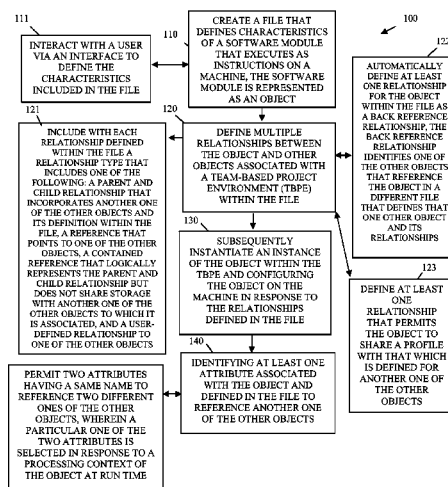 100
111
INTERACT WITH A USER
VIA AN INTERFACE TO
DEFINE THE
CHARACTERISTICS
INCLUDED IN THE FILE
110
CREATE A FILE THAT
DEFINES CHARACTERISTICS
OF A SOFTWARE MODULE
THAT EXECUTES AS
INSTRUCTIONS ON A
MACHINE, THE SOFTWARE
MODULE IS REPRESENTED
AS AN OBJECT
122
AUTOMATICALLY
DEFINE AT LEAST
ONE RELATIONSHIP
FOR THE OBJECT
WITHIN THE FILE AS
A BACK REFERENCE
RELATIONSHIP, THE
BACK REFERENCE
RELATIONSHIP
IDENTIFIES ONE OF
THE OTHER OBJECTS
THAT REFERENCE
THE OBJECT IN A
DIFFERENT FILE
THAT DEFINES THAT
ONE OTHER OBJECT
AND ITS
RELATIONSHIPS
121
INCLUDE WITH EACH
RELATIONSHIP DEFINED
WITHIN THE FILE A
RELATIONSHIP TYPE THAT
INCLUDES ONE OF THE
FOLLOWING: A PARENT AND
CHILD RELATIONSHIP THAT
INCORPORATES ANOTHER ONE
OF THE OTHER OBJECTS AND
ITS DEFINITION WITHIN THE
FILE, A REFERENCE THAT
POINTS TO ONE OF THE OTHER
OBJECTS, A CONTAINED
REFERENCE THAT LOGICALLY
REPRESENTS THE PARENT AND
CHILD RELATIONSHIP BUT
DOES NOT SHARE STORAGE
WITH ANOTHER ONE OF THE
OTHER OBJECTS TO WHICH IT
IS ASSOCIATED, AND A USER-
DEFINED RELATIONSHIP TO
ONE OF THE OTHER OBJECTS
120
DEFINE MULTIPLE
RELATIONSHIPS BETWEEN
THE OBJECT AND OTHER
OBJECTS ASSOCIATED WITH
A TEAM-BASED PROJECT
ENVIRONMENT (TBPE)
WITHIN THE FILE
130
SUBSEQUENTLY
INSTANTIATE AN INSTANCE
OF THE OBJECT WITHIN THE
TBPE AND CONFIGURING
THE OBJECT ON THE
MACHINE IN RESPONSE TO
THE RELATIONSHIPS
DEFINED IN THE FILE
123
DEFINE AT LEAST
ONE
RELATIONSHIP
THAT PERMITS THE
OBJECT TO
SHARE A PROFILE
WITH THAT WHICH
IS DEFINED FOR
ANOTHER ONE OF
THE OTHER
OBJECTS
140
IDENTIFYING AT LEAST
ONE ATTRIBUTE
ASSOCIATED WITH
THE OBJECT AND
DEFINED IN THE FILE TO
REFERENCE ANOTHER ONE
OF THE OTHER OBJECTS
PERMIT TWO ATTRIBUTES
HAVING A SAME NAME TO
REFERENCE TWO DIFFERENT
ONES OF THE OTHER
OBJECTS, WHEREIN A
PARTICULAR ONE OF THE
TWO ATTRIBUTES IS
SELECTED IN RESPONSE TO A
PROCESSING CONTEXT OF
THE OBJECT AT RUN TIME